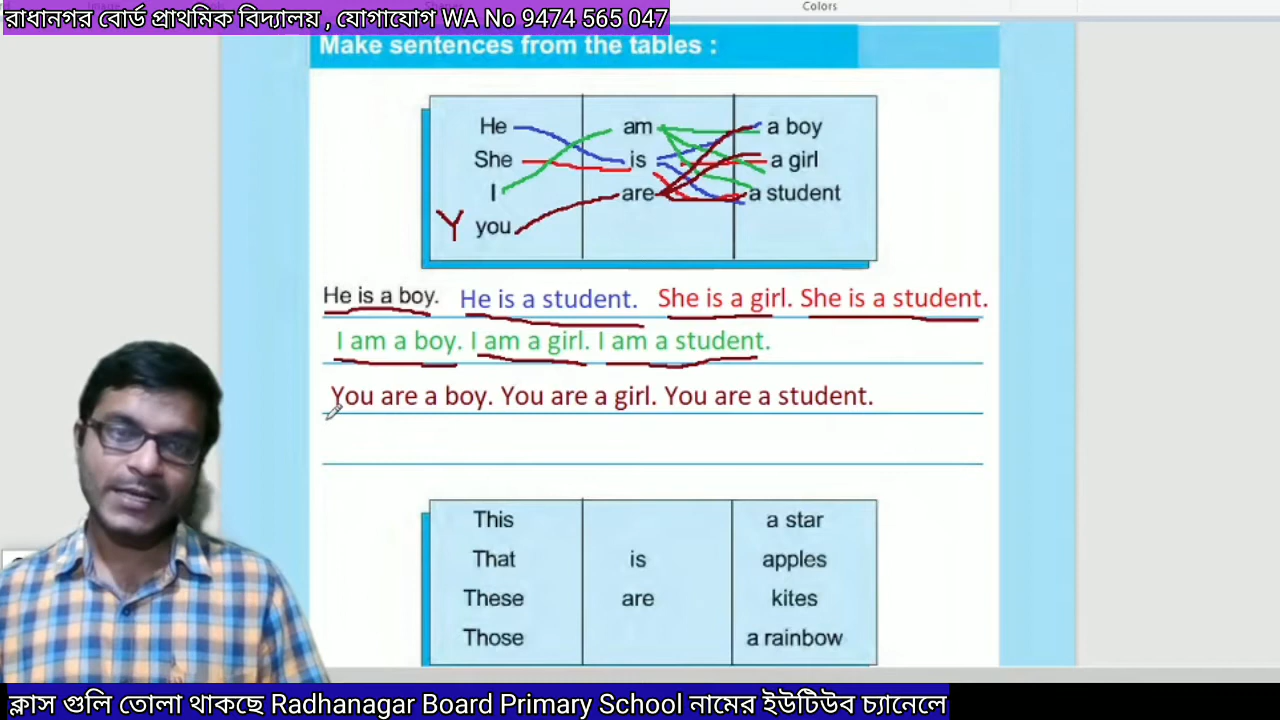 Colors
রাধানগর বোর্ড প্রাথমিক বিদ্যালয় , যোগাযোগ WA No 9474 565 047
Make sentences from the tables :
He am a boy
She is a girl
I are a student
Y you
He is a boy. He is a student. She is a girl. She is a student.
I am a boy. I am a girl. I am a student.
You are a boy. You are a girl. You are a student.
This a star
That is apples
These are kites
Those a rainbow
ক্লাস গুলি তোলা থাকছে Radhanagar Board Primary School নামের ইউটিউব চ্যানেলে